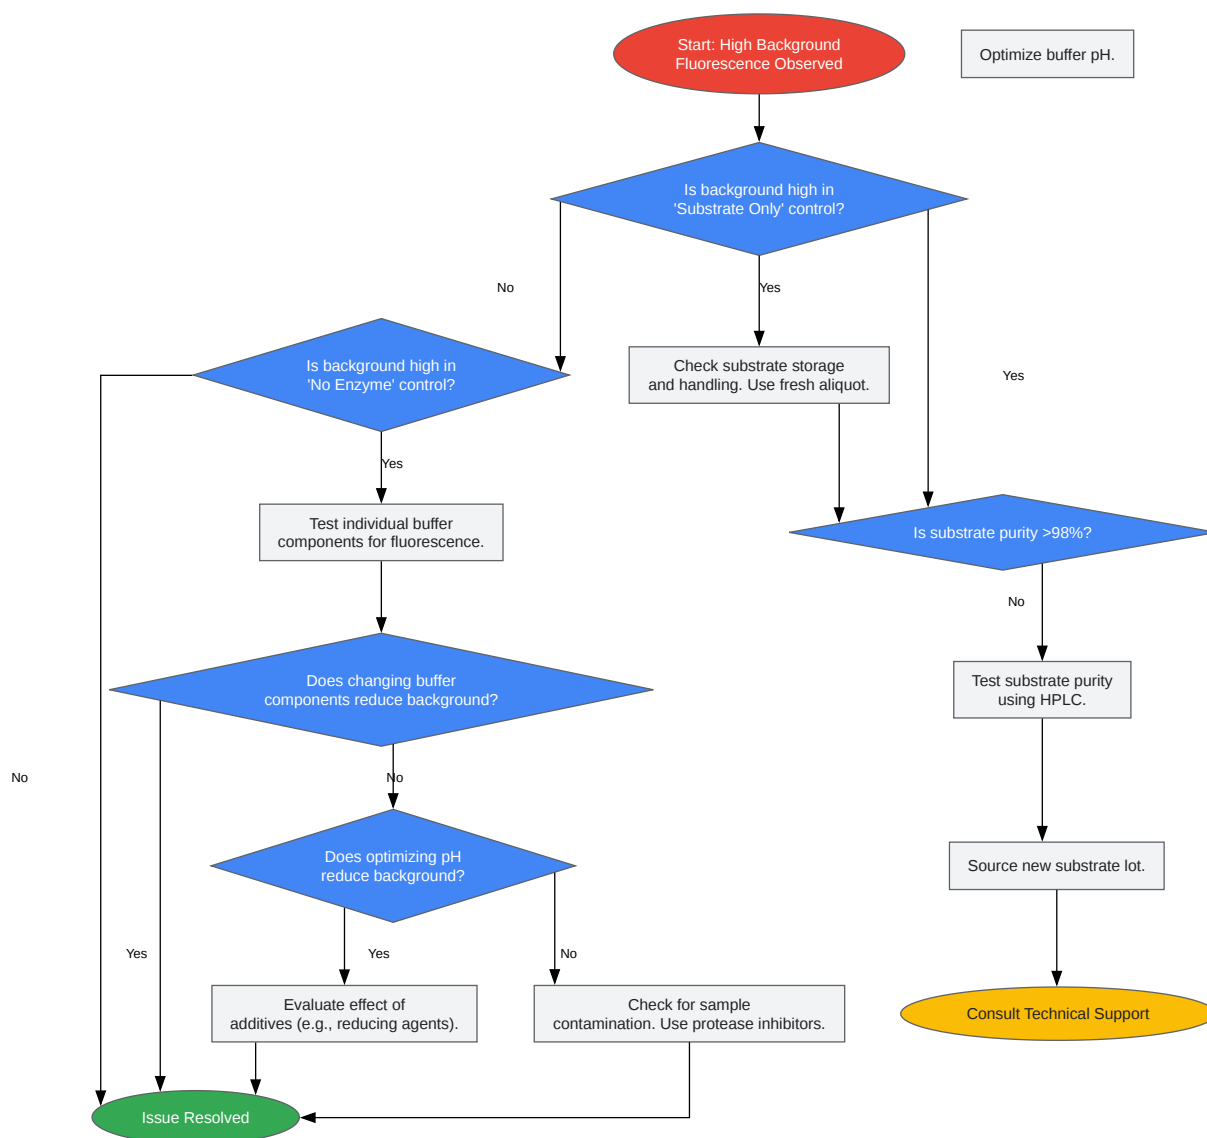 Start: High Background
Fluorescence Observed
Optimize buffer pH.
Is background high in
'Substrate Only' control?
No
Yes
Is background high in
'No Enzyme' control?
Check substrate storage
and handling. Use fresh aliquot.
Yes
Yes
Test individual buffer
components for fluorescence.
Is substrate purity >98%?
No
Does changing buffer
components reduce background?
Test substrate purity
using HPLC.
No
No
Does optimizing pH
reduce background?
Source new substrate lot.
Yes
Yes
No
Evaluate effect of
additives (e.g., reducing agents).
Check for sample
contamination. Use protease inhibitors.
Consult Technical Support
Issue Resolved